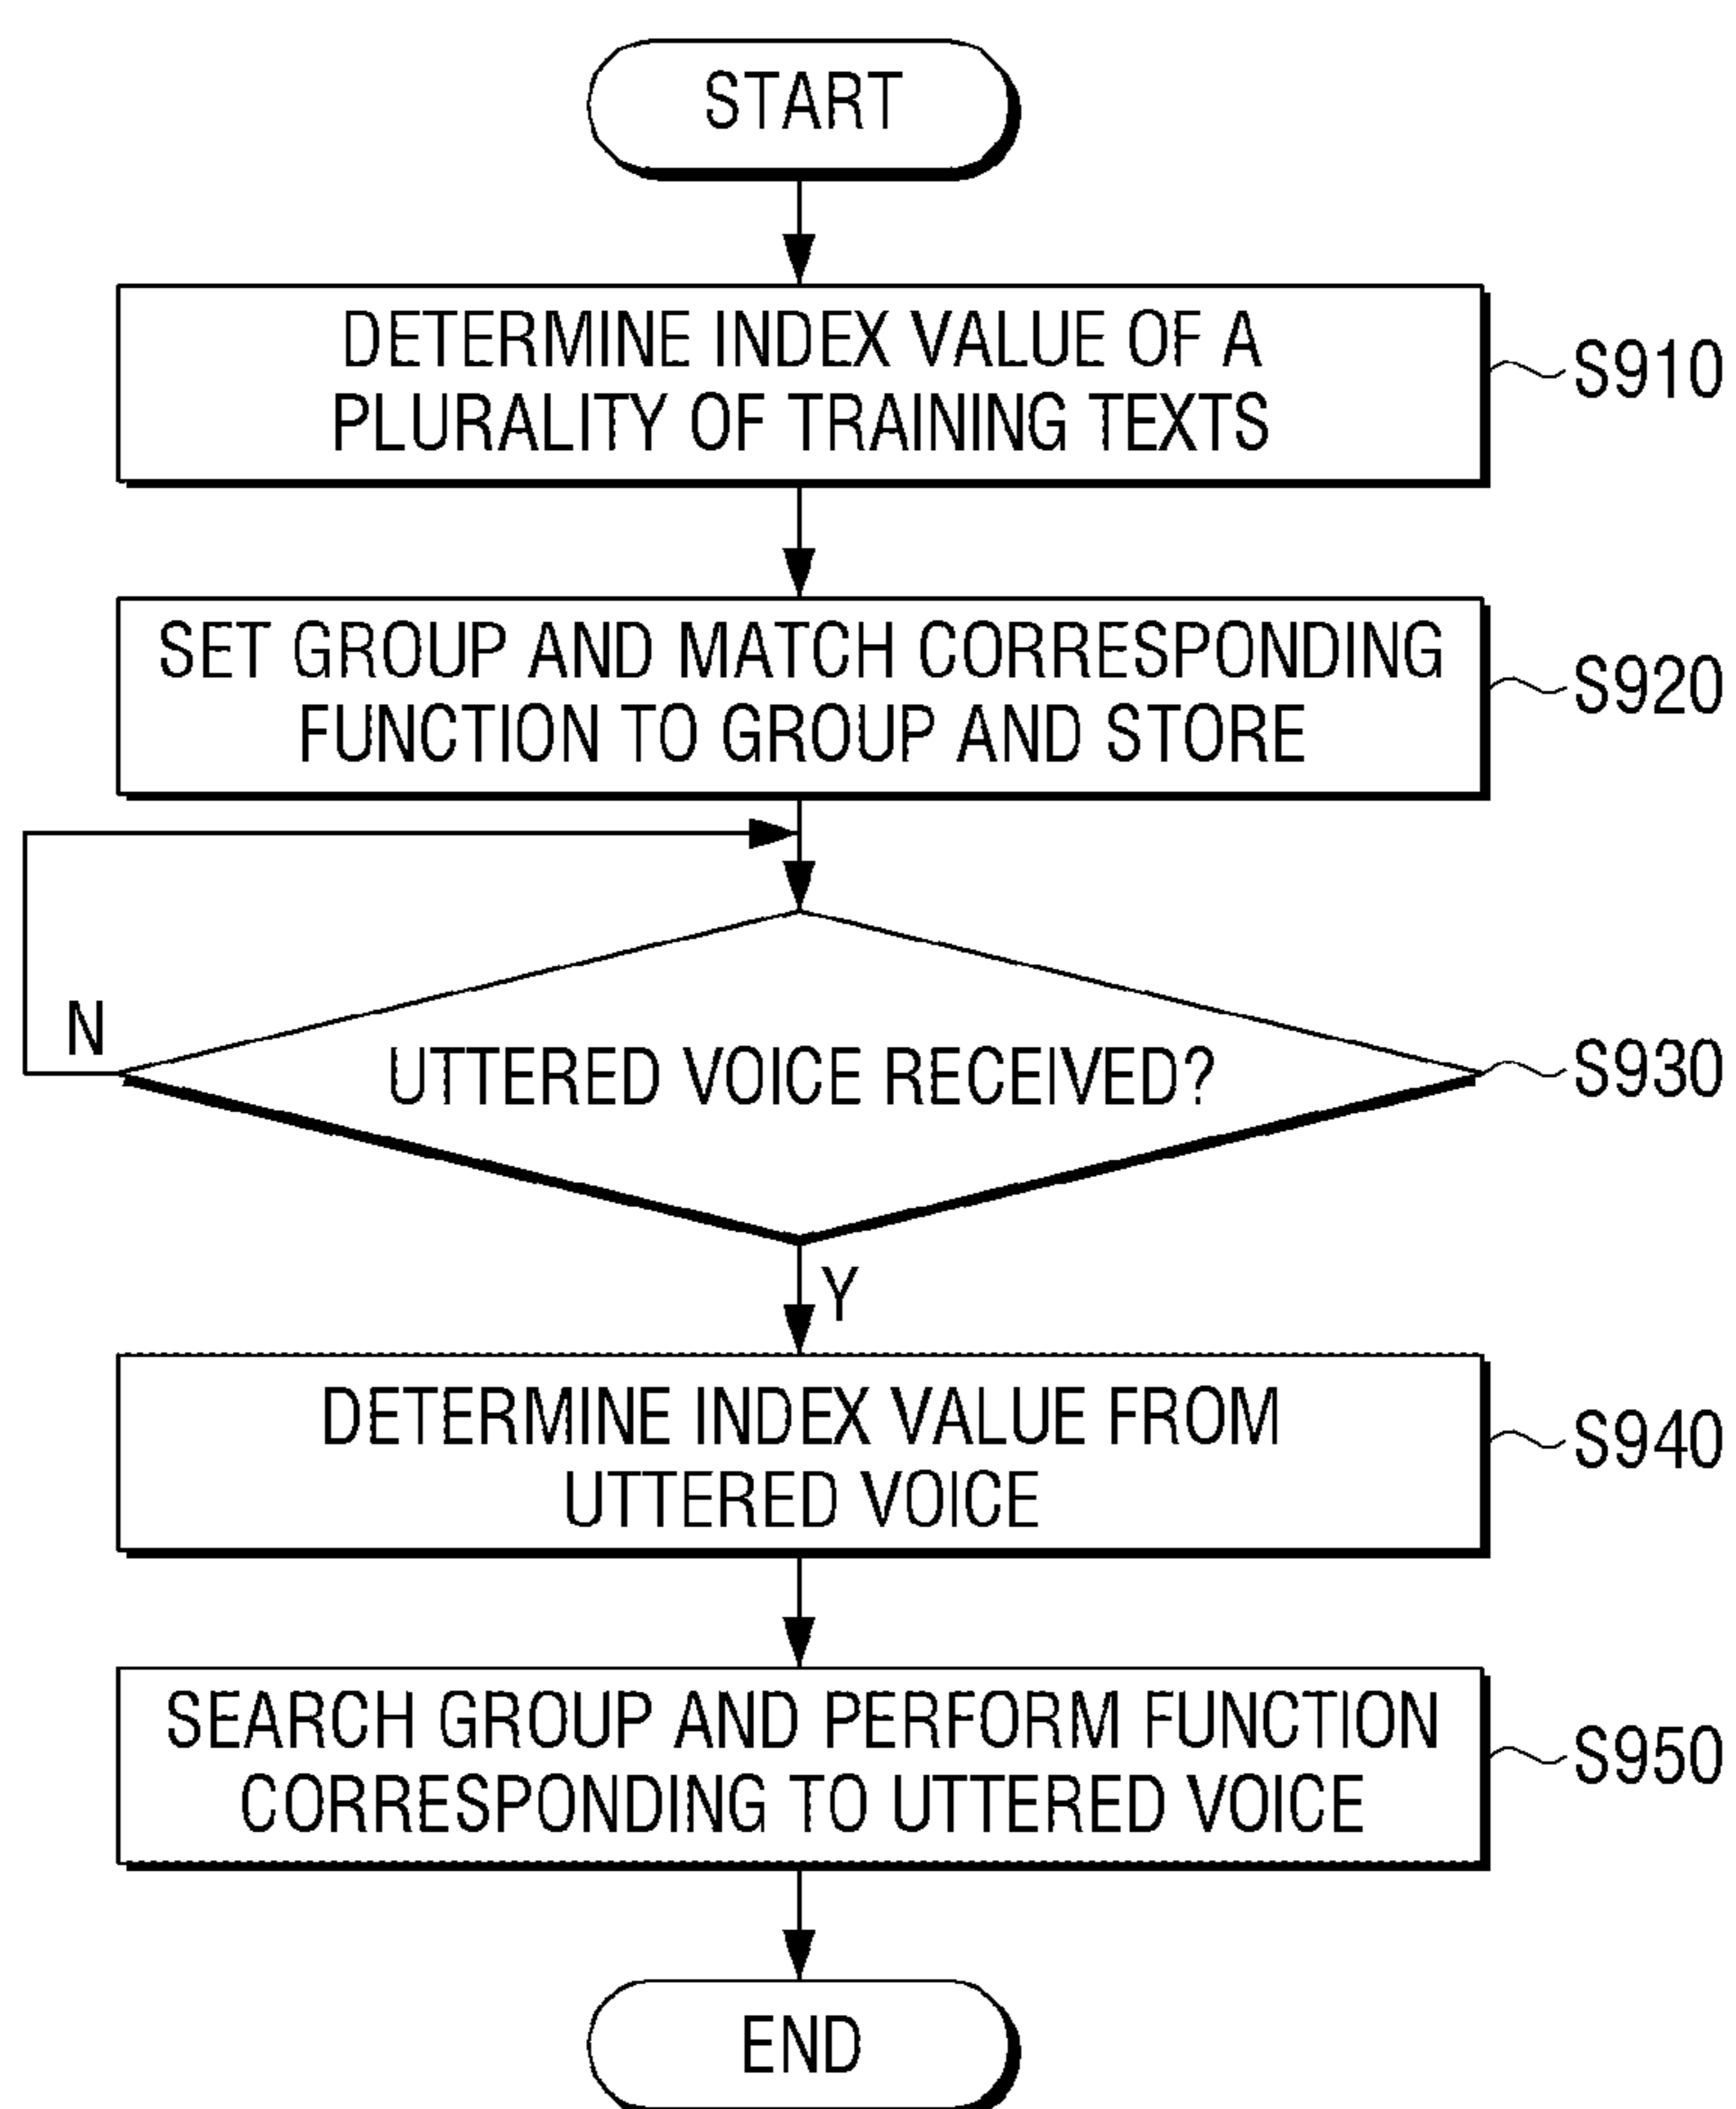 START
DETERMINE INDEX VALUE OF A
PLURALITY OF TRAINING TEXTS
S910
SET GROUP AND MATCH CORRESPONDING
FUNCTION TO GROUP AND STORE
S920
N
UTTERED VOICE RECEIVED?
S930
Y
DETERMINE INDEX VALUE FROM
UTTERED VOICE
S940
SEARCH GROUP AND PERFORM FUNCTION
CORRESPONDING TO UTTERED VOICE
S950
END